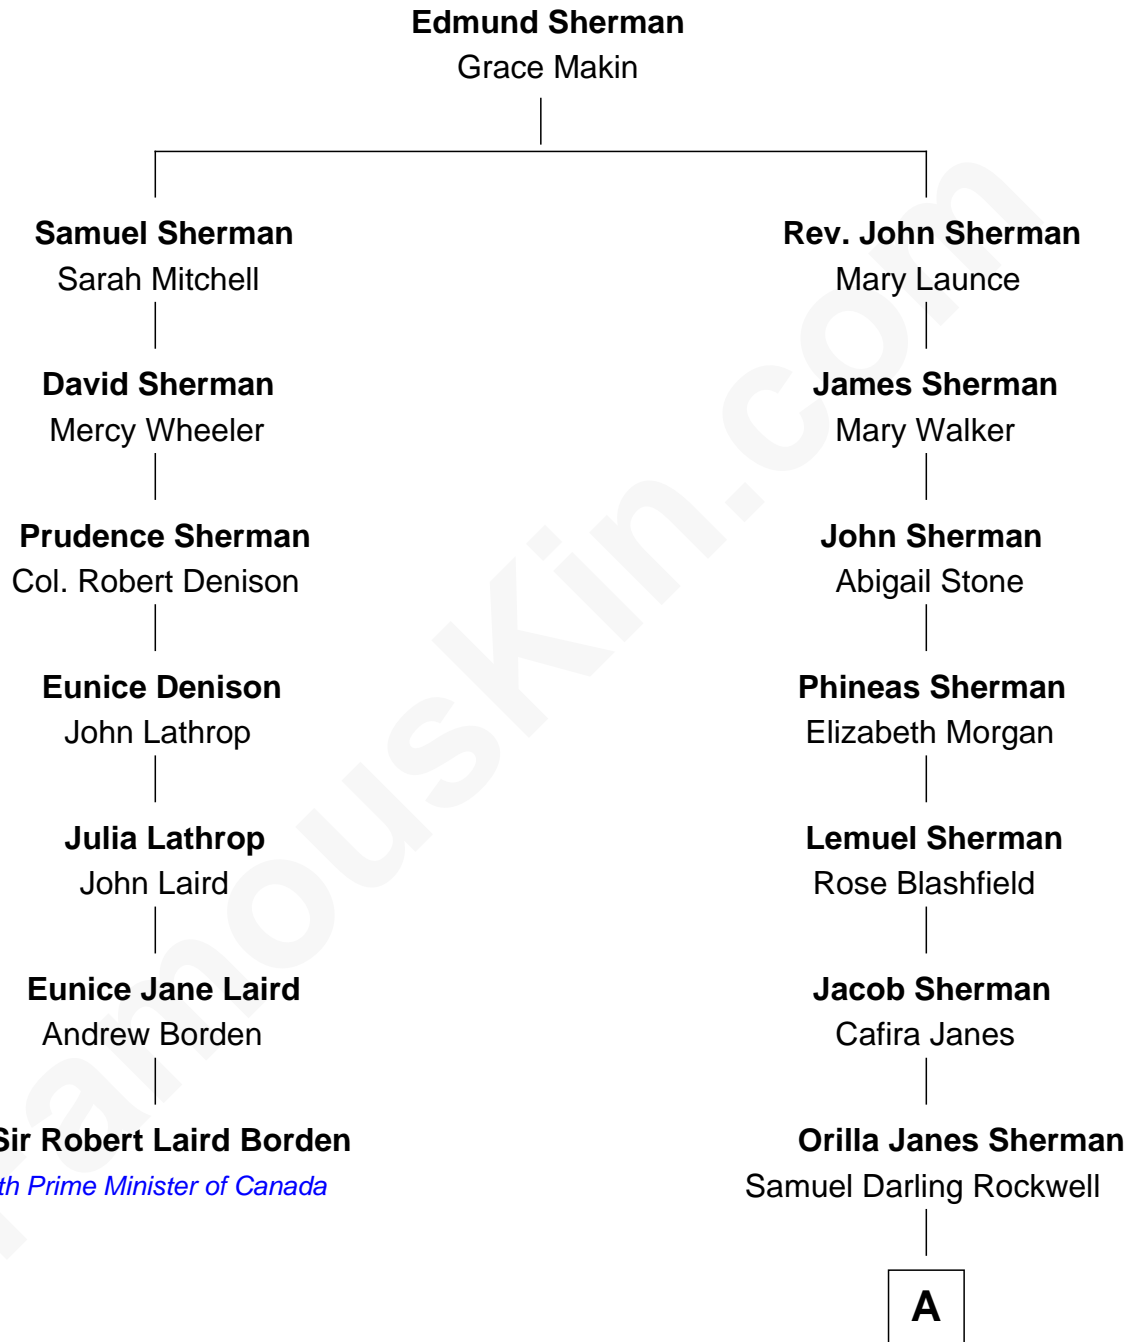 Edmund Sherman
Grace Makin
Samuel Sherman
Sarah Mitchell
David Sherman
Mercy Wheeler
Prudence Sherman
Col. Robert Denison
Eunice Denison
John Lathrop
Julia Lathrop
John Laird
Eunice Jane Laird
Andrew Borden
Sir Robert Laird Borden
th Prime Minister of Canada
Rev. John Sherman
Mary Launce
James Sherman
Mary Walker
John Sherman
Abigail Stone
Phineas Sherman
Elizabeth Morgan
Lemuel Sherman
Rose Blashfield
Jacob Sherman
Cafira Janes
Orilla Janes Sherman
Samuel Darling Rockwell
A
FamousKin.com